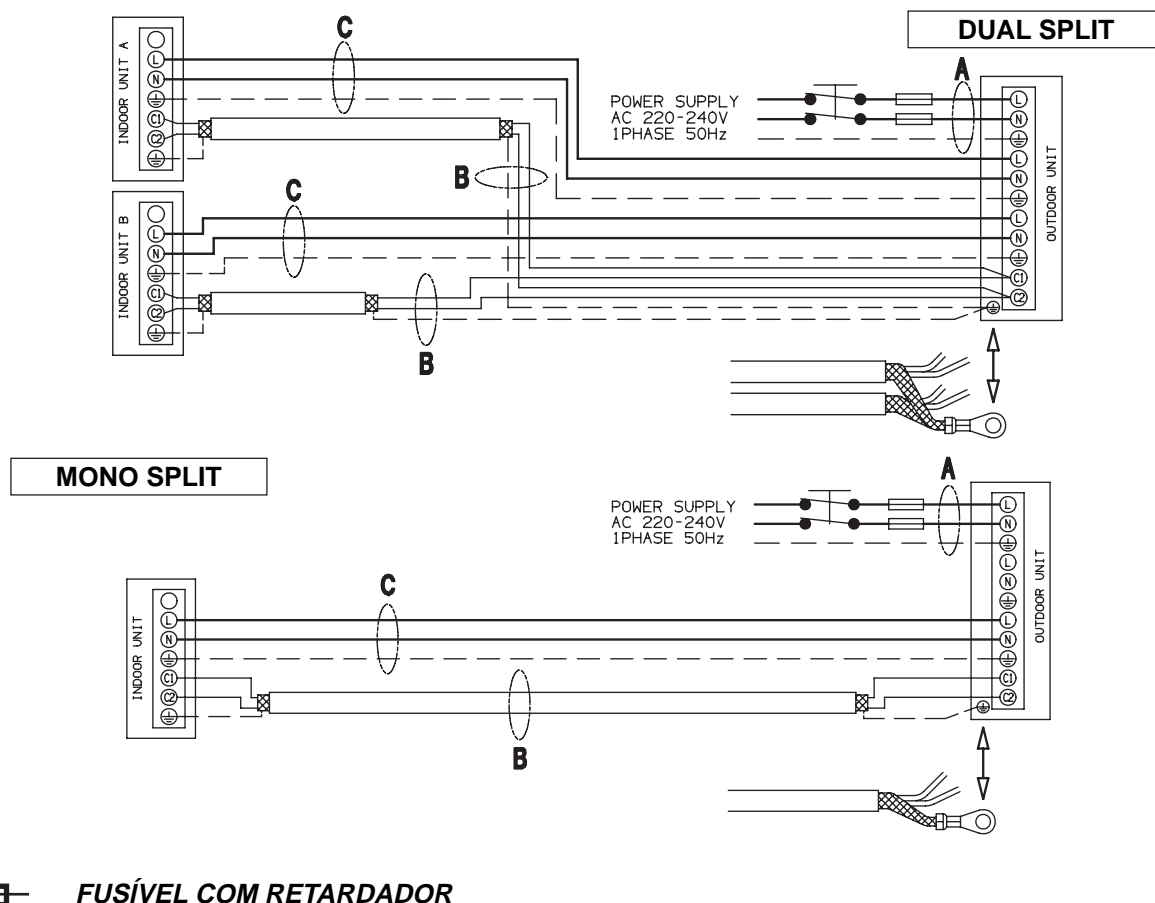 DUAL SPLIT
INDOOR UNIT A
L
N
C1
C2
C
B
A
POWER SUPPLY
AC 220-240V
1PHASE 50Hz
L
N
L
N
L
N
C1
C2
OUTDOOR UNIT
INDOOR UNIT B
L
N
C1
C2
C
B
MONO SPLIT
A
POWER SUPPLY
AC 220-240V
1PHASE 50Hz
L
N
L
N
L
N
C1
C2
OUTDOOR UNIT
INDOOR UNIT
L
N
C1
C2
C
B
FUSÍVEL COM RETARDADOR